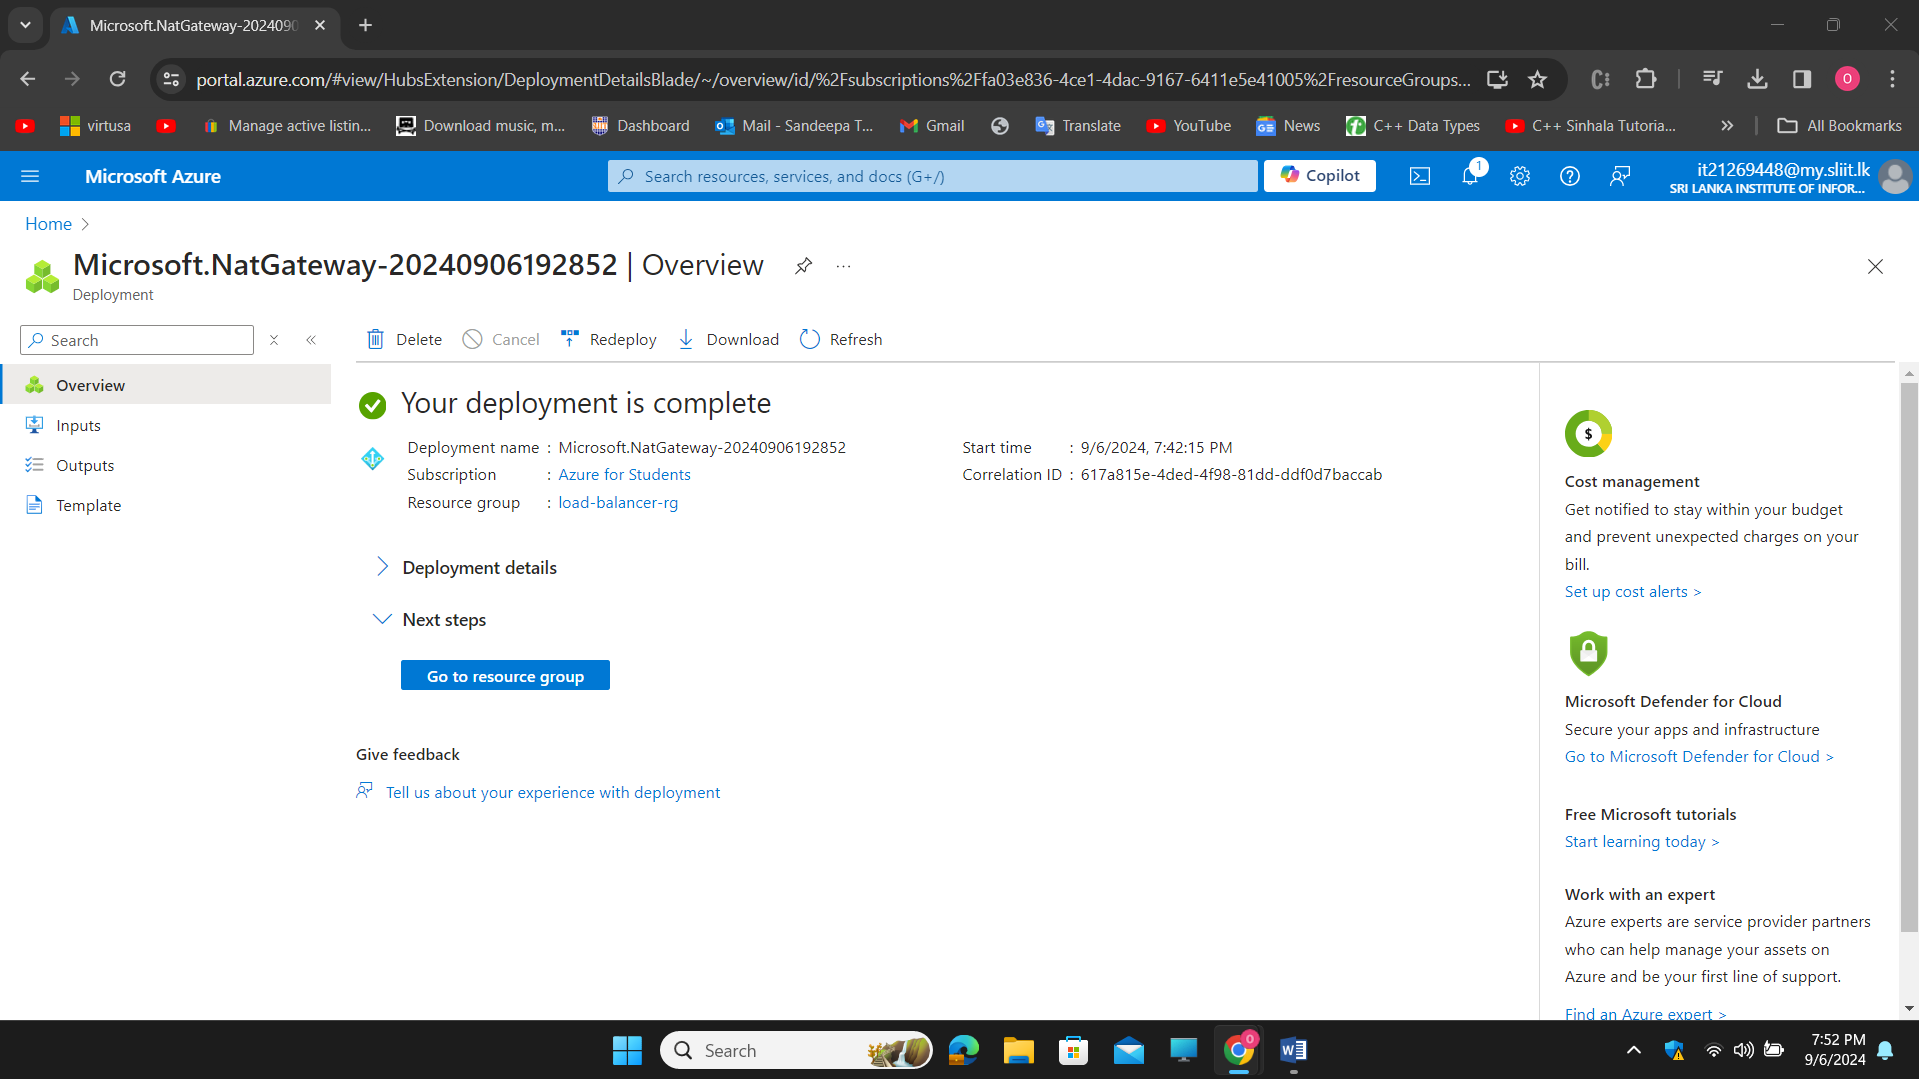 Microsoft.NatGateway-2024090
portal.azure.com/#view/HubsExtension/DeploymentDetailsBlade/~/overview/id/%2Fsubscriptions%2Ffa03e836-4ce1-4dac-9167-6411e5e41005%2FresourceGroups...
O
virtusa
Manage active listin...
Download music, m...
Dashboard
Mail - Sandeepa T...
Gmail
Translate
YouTube
News
C++ Data Types
C++ Sinhala Tutoria...
All Bookmarks
Microsoft Azure
Search resources, services, and docs (G+/)
Copilot
1
it21269448@my.sliit.lk
SRI LANKA INSTITUTE OF INFOR...
Home
Microsoft.NatGateway-20240906192852 | Overview
Deployment
Search
Delete
Cancel
Redeploy
Download
Refresh
Overview
Inputs
Outputs
Template
Your deployment is complete
Deployment name : Microsoft.NatGateway-20240906192852
Subscription : Azure for Students
Resource group : load-balancer-rg
Start time : 9/6/2024, 7:42:15 PM
Correlation ID : 617a815e-4ded-4f98-81dd-ddf0d7baccab
Deployment details
Next steps
Go to resource group
Give feedback
Tell us about your experience with deployment
Cost management
Get notified to stay within your budget
and prevent unexpected charges on your
bill.
Set up cost alerts >
Microsoft Defender for Cloud
Secure your apps and infrastructure
Go to Microsoft Defender for Cloud >
Free Microsoft tutorials
Start learning today >
Work with an expert
Azure experts are service provider partners
who can help manage your assets on
Azure and be your first line of support.
Find an Azure expert >
Search
7:52 PM
9/6/2024